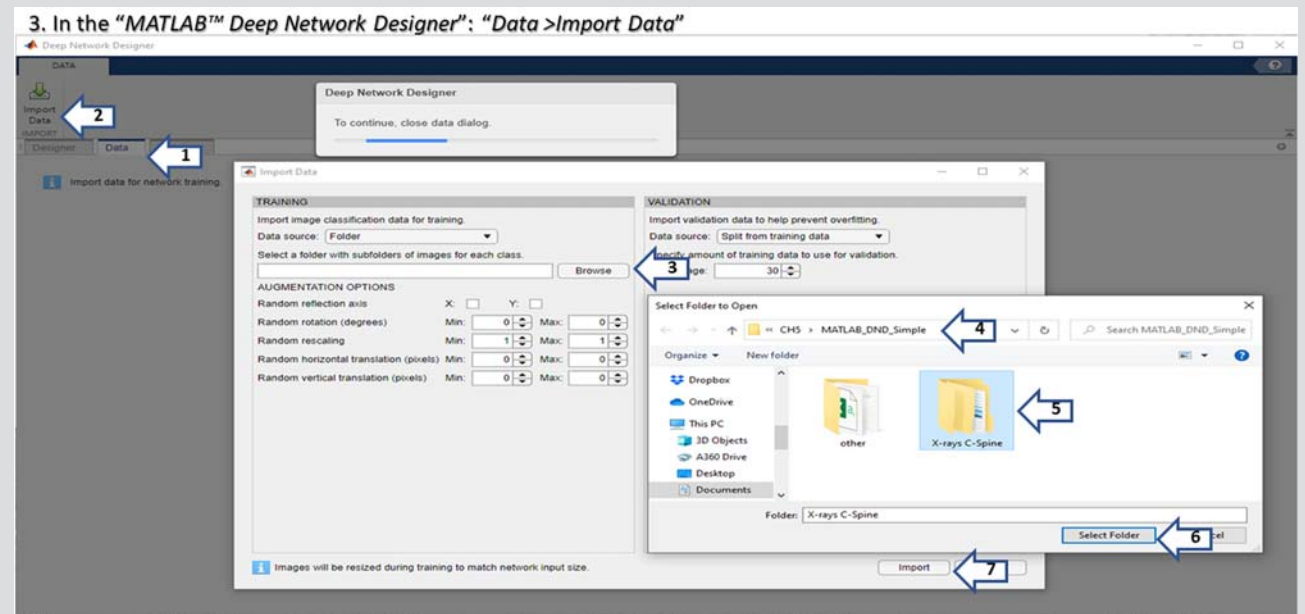 3. In the “MATLAB™ Deep Network Designer”: “Data >Import Data”
Deep Network Designer
DATA
Import
Data
IMPORT
2
Designer
Data
1
Import data for network training.
Deep Network Designer
To continue, close data dialog.
Import Data
TRAINING
Import image classification data for training.
Data source: Folder
Select a folder with subfolders of images for each class.
Browse
3
AUGMENTATION OPTIONS
Random reflection axis X: Y:
Random rotation (degrees) Min: 0 Max: 0
Random rescaling Min: 1 Max: 1
Random horizontal translation (pixels) Min: 0 Max: 0
Random vertical translation (pixels) Min: 0 Max: 0
VALIDATION
Import validation data to help prevent overfitting.
Data source: Split from training data
amount of training data to use for validation.
30
Select Folder to Open
« CH5 › MATLAB_DND_Simple
4
Search MATLAB_DND_Simple
Organize New folder
Dropbox
OneDrive
This PC
3D Objects
A360 Drive
Desktop
Documents
other
X-rays C-Spine
5
Folder: X-rays C-Spine
Select Folder
6
Images will be resized during training to match network input size.
Import
7